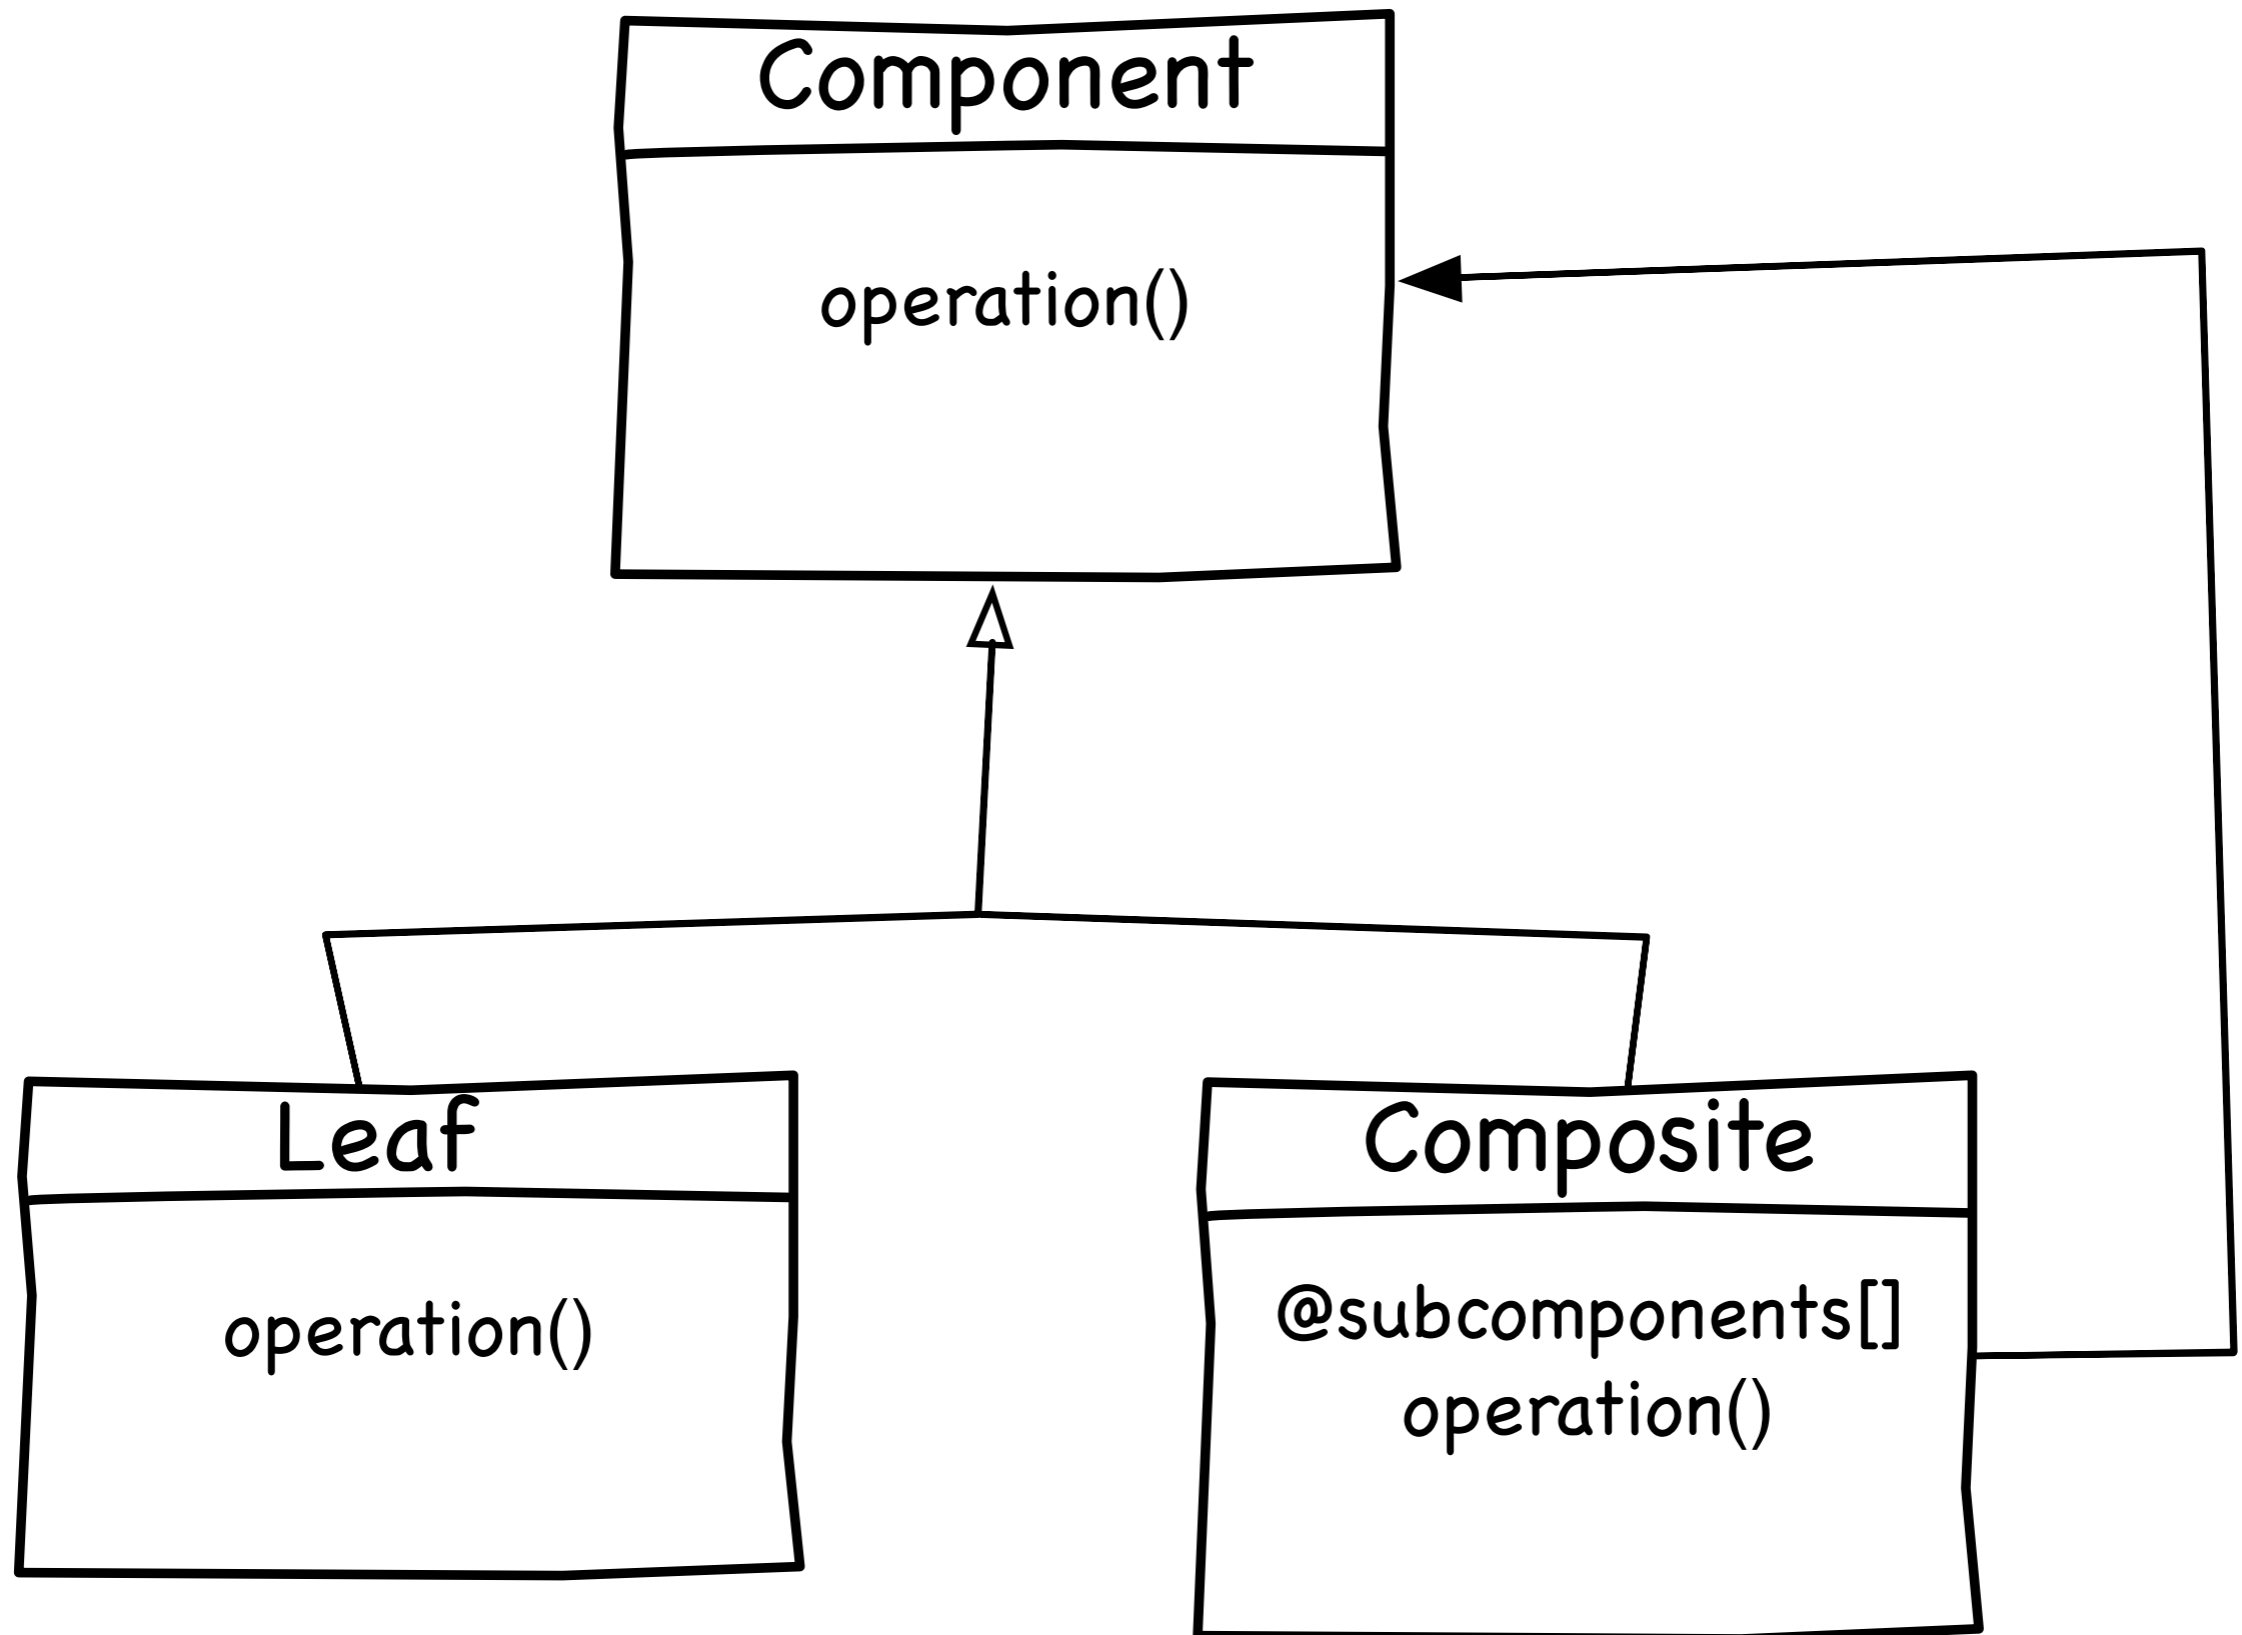 Component
operation()
Leaf
operation()
Composite
@subcomponents[]
operation()